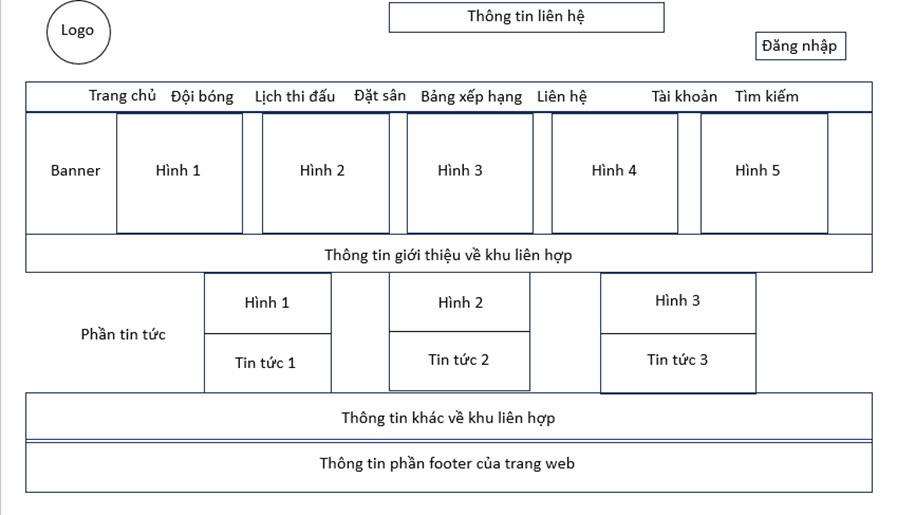 Logo
Thông tin liên hệ
Đăng nhập
Trang chủ Đội bóng Lịch thi đấu Đặt sân Bảng xếp hạng Liên hệ Tài khoản Tìm kiếm
Banner Hình 1 Hình 2 Hình 3 Hình 4 Hình 5
Thông tin giới thiệu về khu liên hợp
Hình 1 Hình 2 Hình 3
Phần tin tức
Tin tức 1 Tin tức 2 Tin tức 3
Thông tin khác về khu liên hợp
Thông tin phần footer của trang web